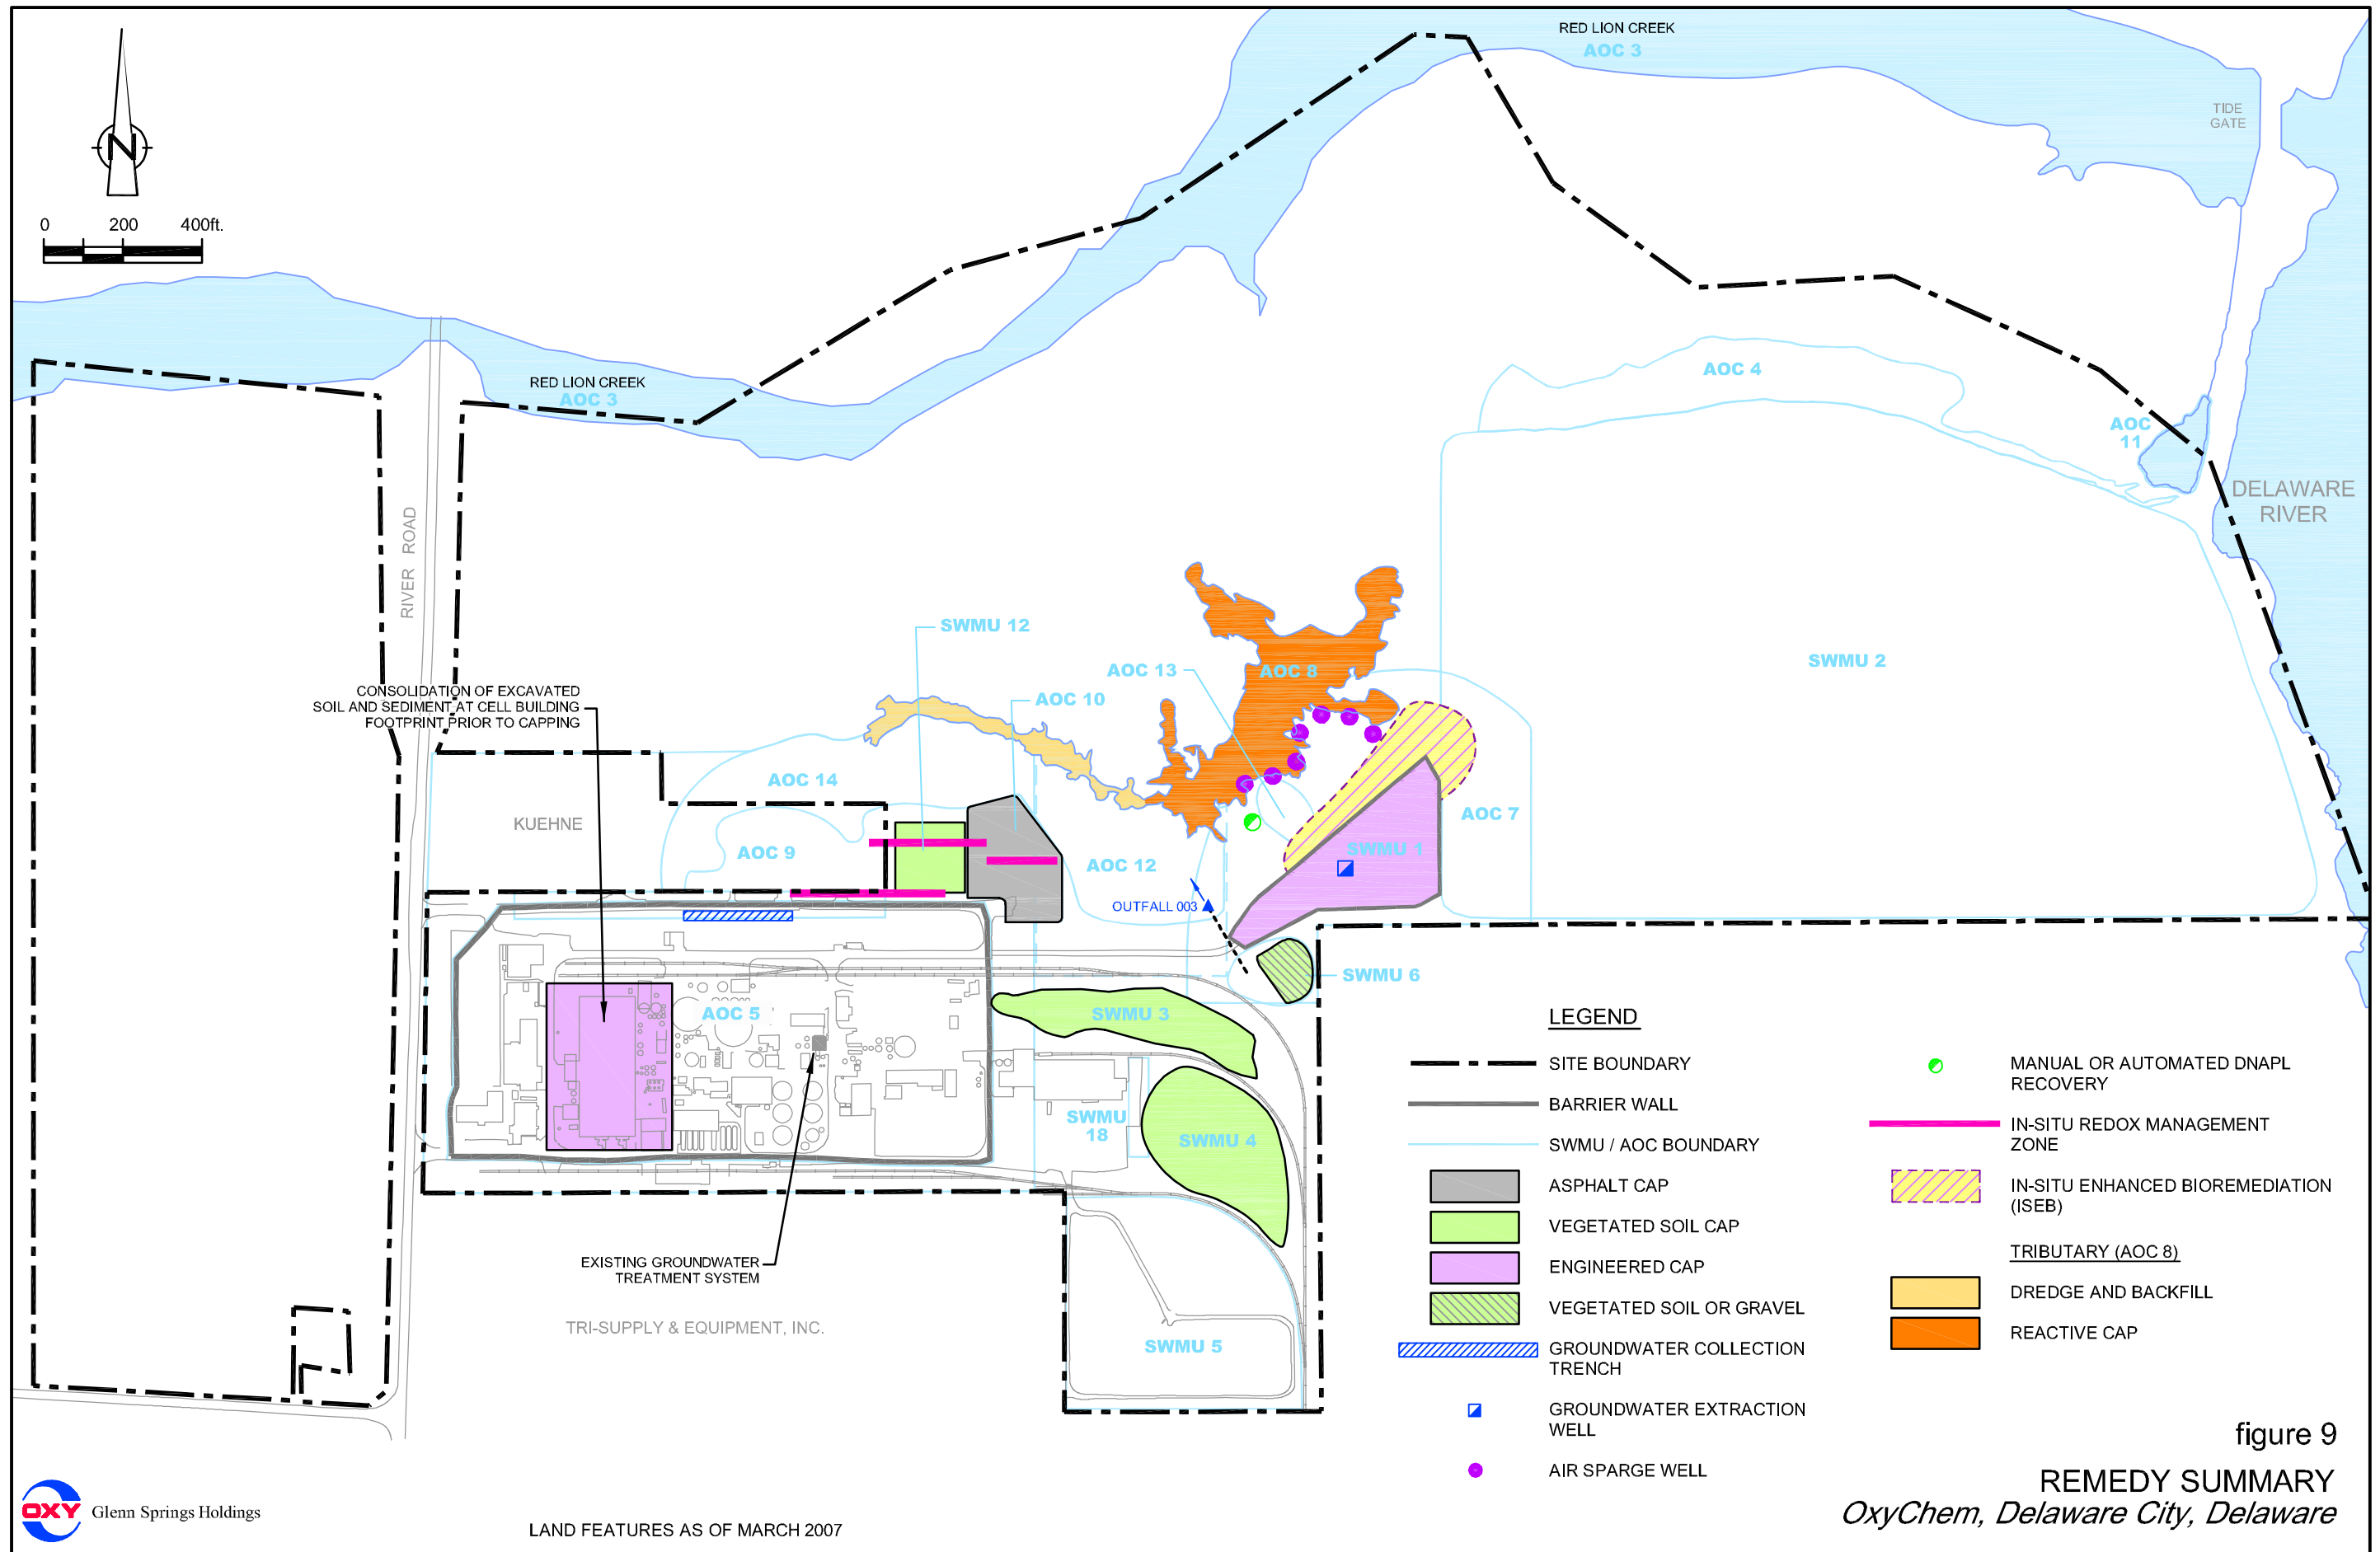 RED LION CREEK
AOC 3
TIDE
GATE
N
0 200 400ft.
RED LION CREEK
AOC 3
AOC 4
AOC
11
DELAWARE
RIVER
RIVER ROAD
SWMU 12
AOC 13
AOC 8
SWMU 2
AOC 10
CONSOLIDATION OF EXCAVATED
SOIL AND SEDIMENT AT CELL BUILDING
FOOTPRINT PRIOR TO CAPPING
AOC 14
KUEHNE
AOC 9
AOC 12
SWMU 1
AOC 7
OUTFALL 003
SWMU 6
AOC 5
SWMU 3
SWMU
18
SWMU 4
EXISTING GROUNDWATER
TREATMENT SYSTEM
TRI-SUPPLY & EQUIPMENT, INC.
SWMU 5
LEGEND
SITE BOUNDARY
BARRIER WALL
SWMU / AOC BOUNDARY
ASPHALT CAP
VEGETATED SOIL CAP
ENGINEERED CAP
VEGETATED SOIL OR GRAVEL
GROUNDWATER COLLECTION
TRENCH
GROUNDWATER EXTRACTION
WELL
AIR SPARGE WELL
MANUAL OR AUTOMATED DNAPL
RECOVERY
IN-SITU REDOX MANAGEMENT
ZONE
IN-SITU ENHANCED BIOREMEDIATION
(ISEB)
TRIBUTARY (AOC 8)
DREDGE AND BACKFILL
REACTIVE CAP
figure 9
REMEDY SUMMARY
OxyChem, Delaware City, Delaware
OXY Glenn Springs Holdings
LAND FEATURES AS OF MARCH 2007